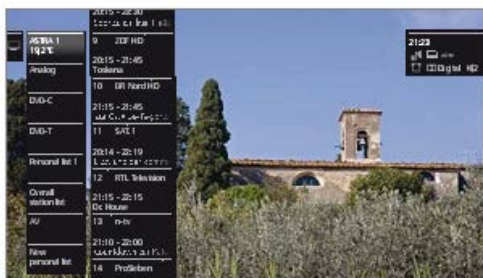 ASTRA 1
19,2°E
Analog
DVB-C
DVB-T
Personal list 1
Overall
station list
AV
New
personal list
20:15 - 22:30
9 ZDF HD
20:15 - 21:45
Toskana
10 BR Nord HD
21:15 - 21:45
11 SAT.1
20:14 - 22:19
12 RTL Television
21:15 - 22:15
Dr. House
13 n-tv
21:10 - 22:00
14 ProSieben
21:23
Digital